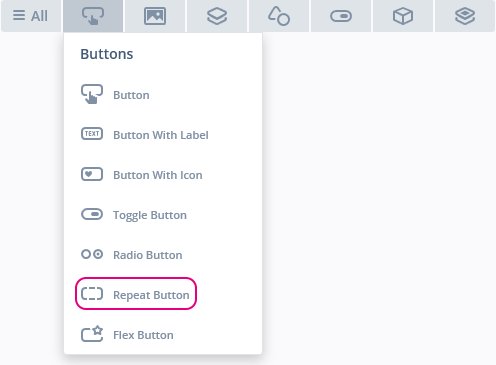 All
Buttons
Button
TEXT Button With Label
Button With Icon
Toggle Button
Radio Button
Repeat Button
Flex Button